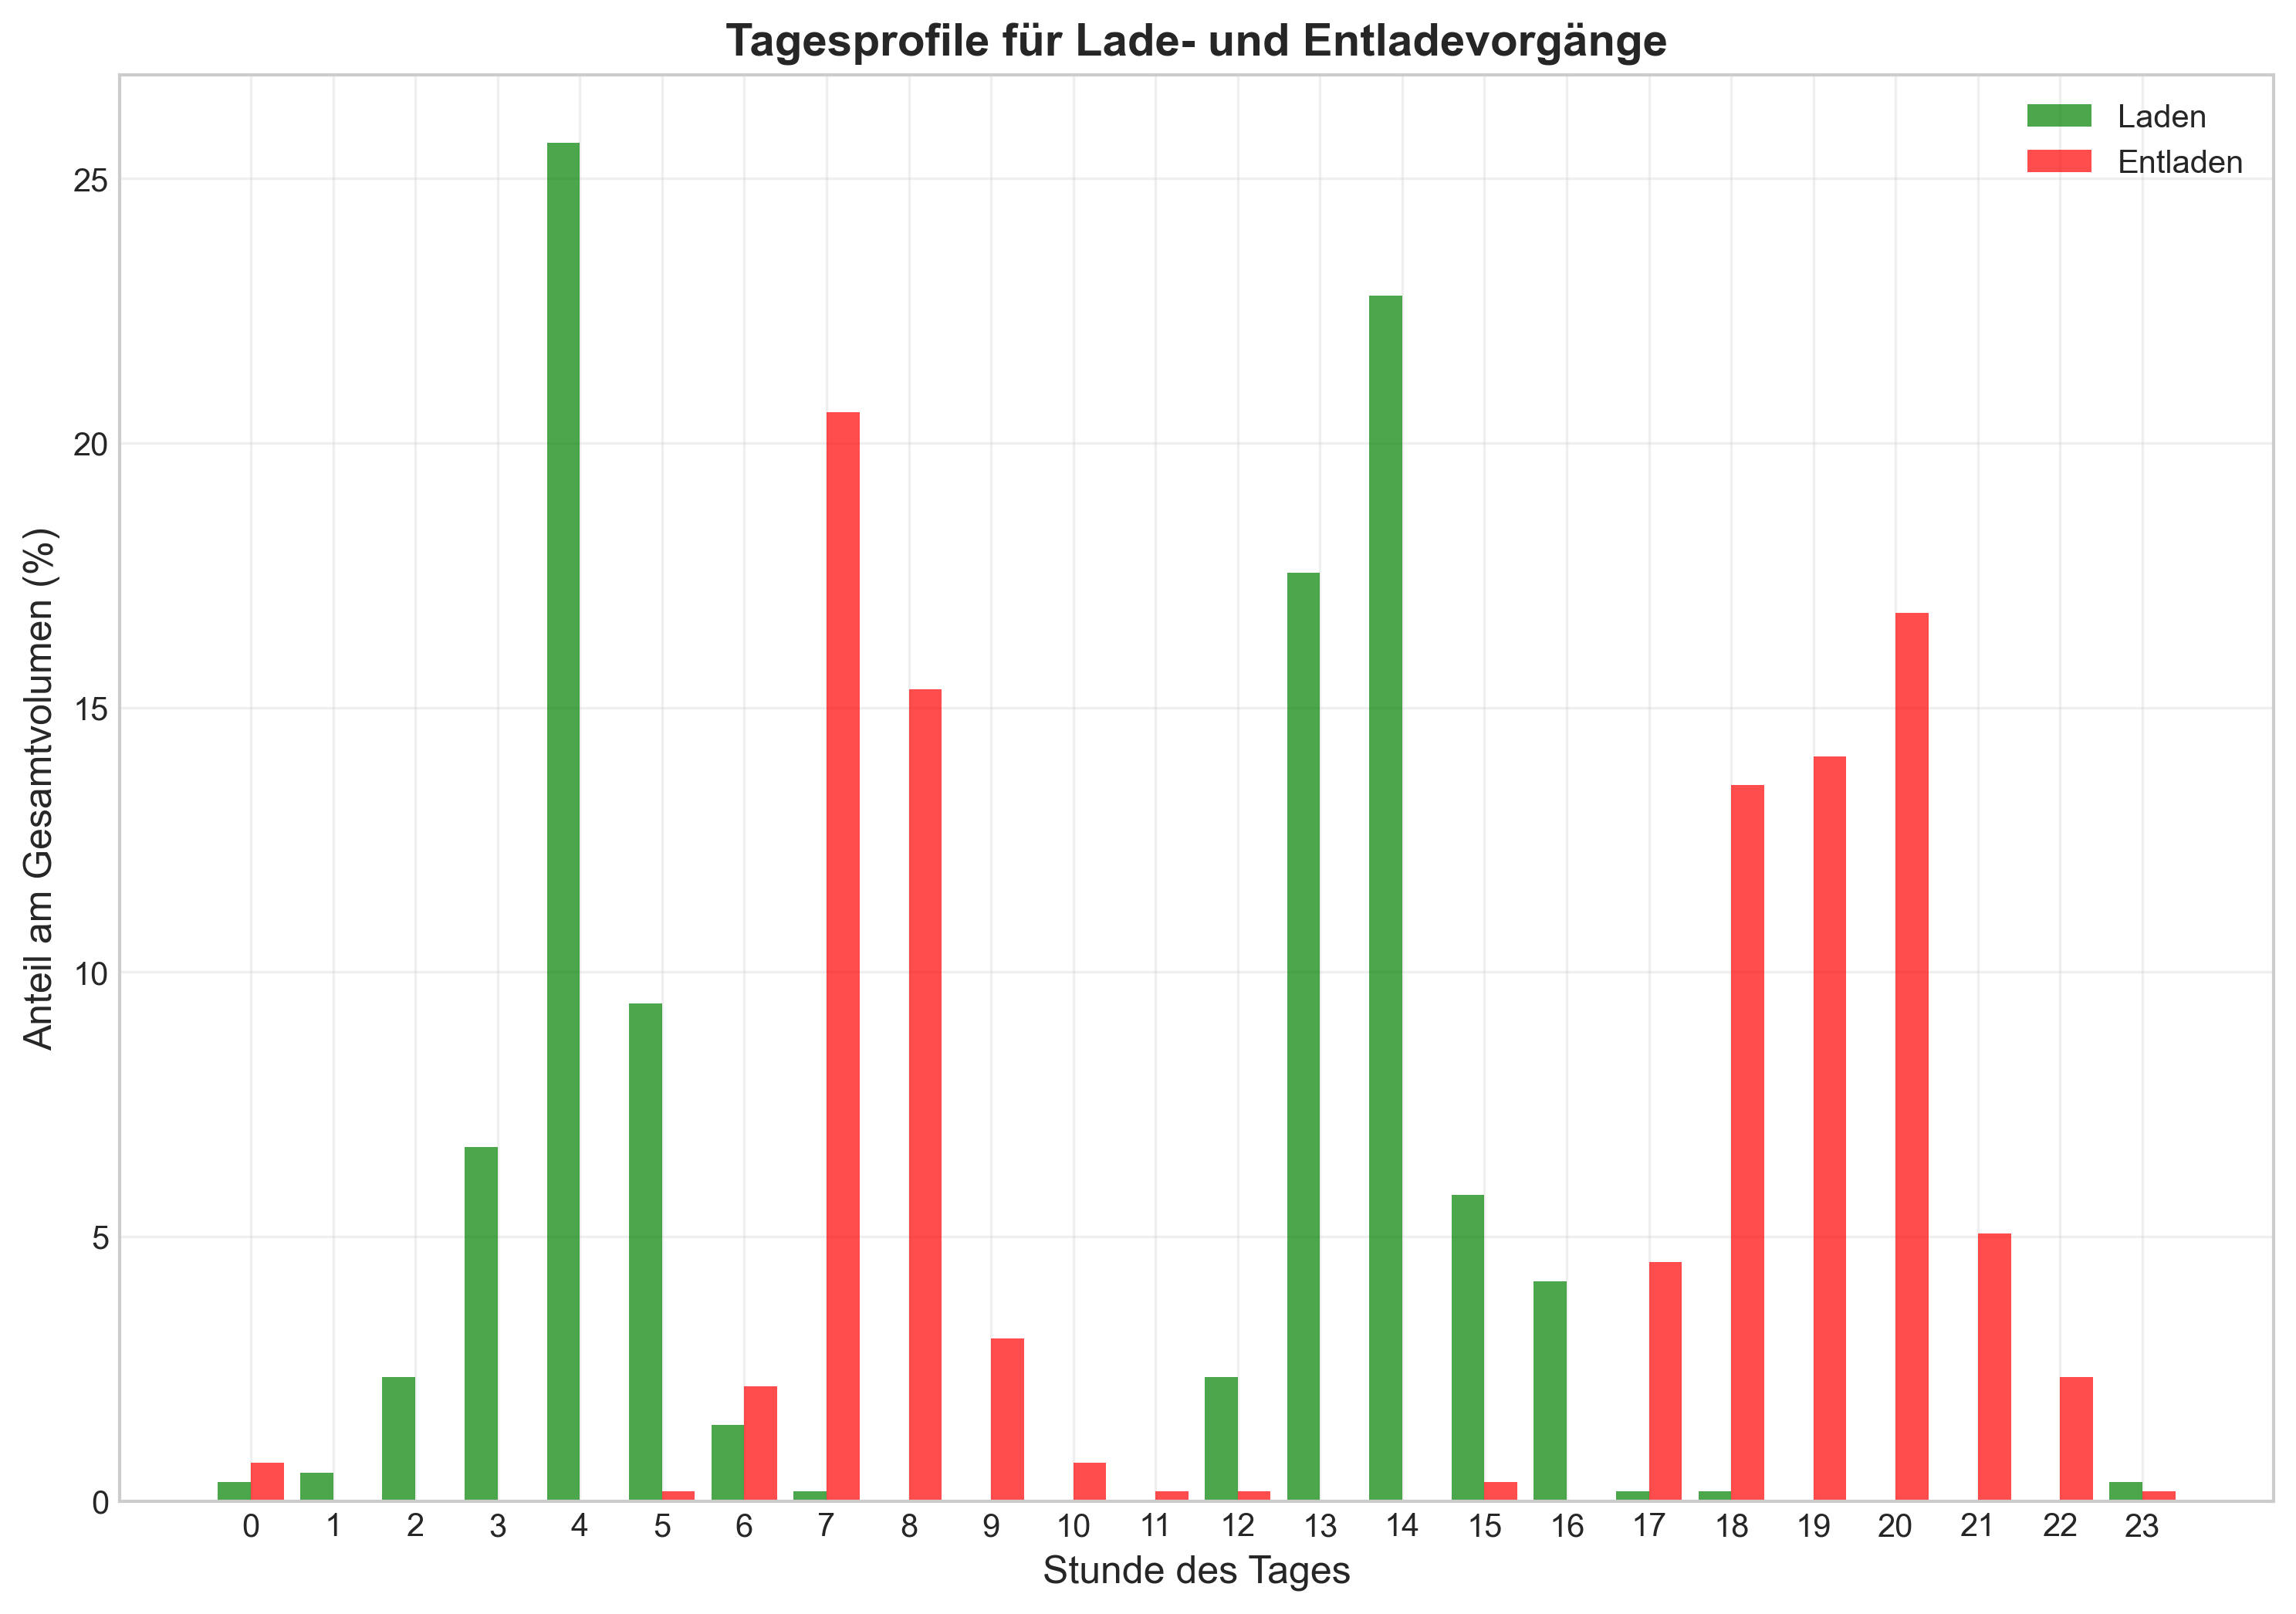 Tagesprofile für Lade- und Entladevorgänge
Laden
Entladen
Anteil am Gesamtvolumen (%)
25
20
15
10
5
0
0 1 2 3 4 5 6 7 8 9 10 11 12 13 14 15 16 17 18 19 20 21 22 23
Stunde des Tages